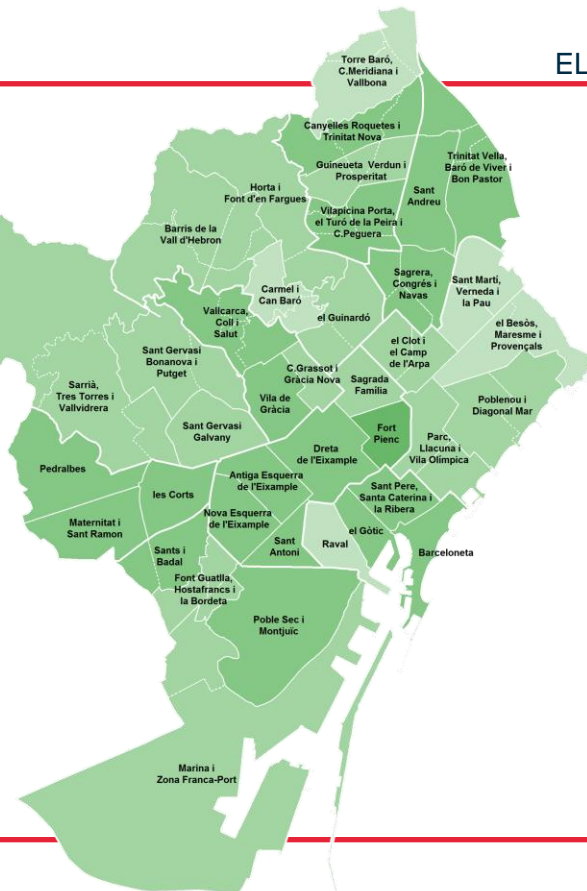 EL
Torre Baró,
C.Meridiana i
Vallbona
Canyelles Roquetes i
Trinitat Nova
Guineueta Verdun i
Prosperitat
Trinitat Vella,
Baró de Viver i
Bon Pastor
Sant
Andreu
Horta i
Font d'en Fargues
Vilapicina Porta,
el Turó de la Peira i
C.Peguera
Barris de la
Vall d'Hebron
Sagrera,
Congrés i
Navas
Sant Martí,
Verneda i
la Pau
Carmel i
Can Baró
Vallcarca,
Coll i
Salut
el Guinardó
el Besòs,
Maresme i
Provençals
el Clot i
el Camp
de l'Arpa
Sant Gervasi
Bonanova i
Putget
C.Grassot i
Gràcia Nova
Sagrada
Família
Sarrià,
Tres Torres i
Vallvidrera
Vila de
Gràcia
Poblenou i
Diagonal Mar
Sant Gervasi
Galvany
Fort
Pienc
Parc,
Llacuna i
Vila Olímpica
Dreta
de l'Eixample
Pedralbes
Antiga Esquerra
de l'Eixample
Sant Pere,
Santa Caterina i
la Ribera
les Corts
Nova Esquerra
de l'Eixample
Maternitat i
Sant Ramon
el Gòtic
Sant
Antoni
Raval
Barceloneta
Sants i
Badal
Font Guatlla,
Hostafrancs i
la Bordeta
Poble Sec i
Montjuïc
Marina i
Zona Franca-Port